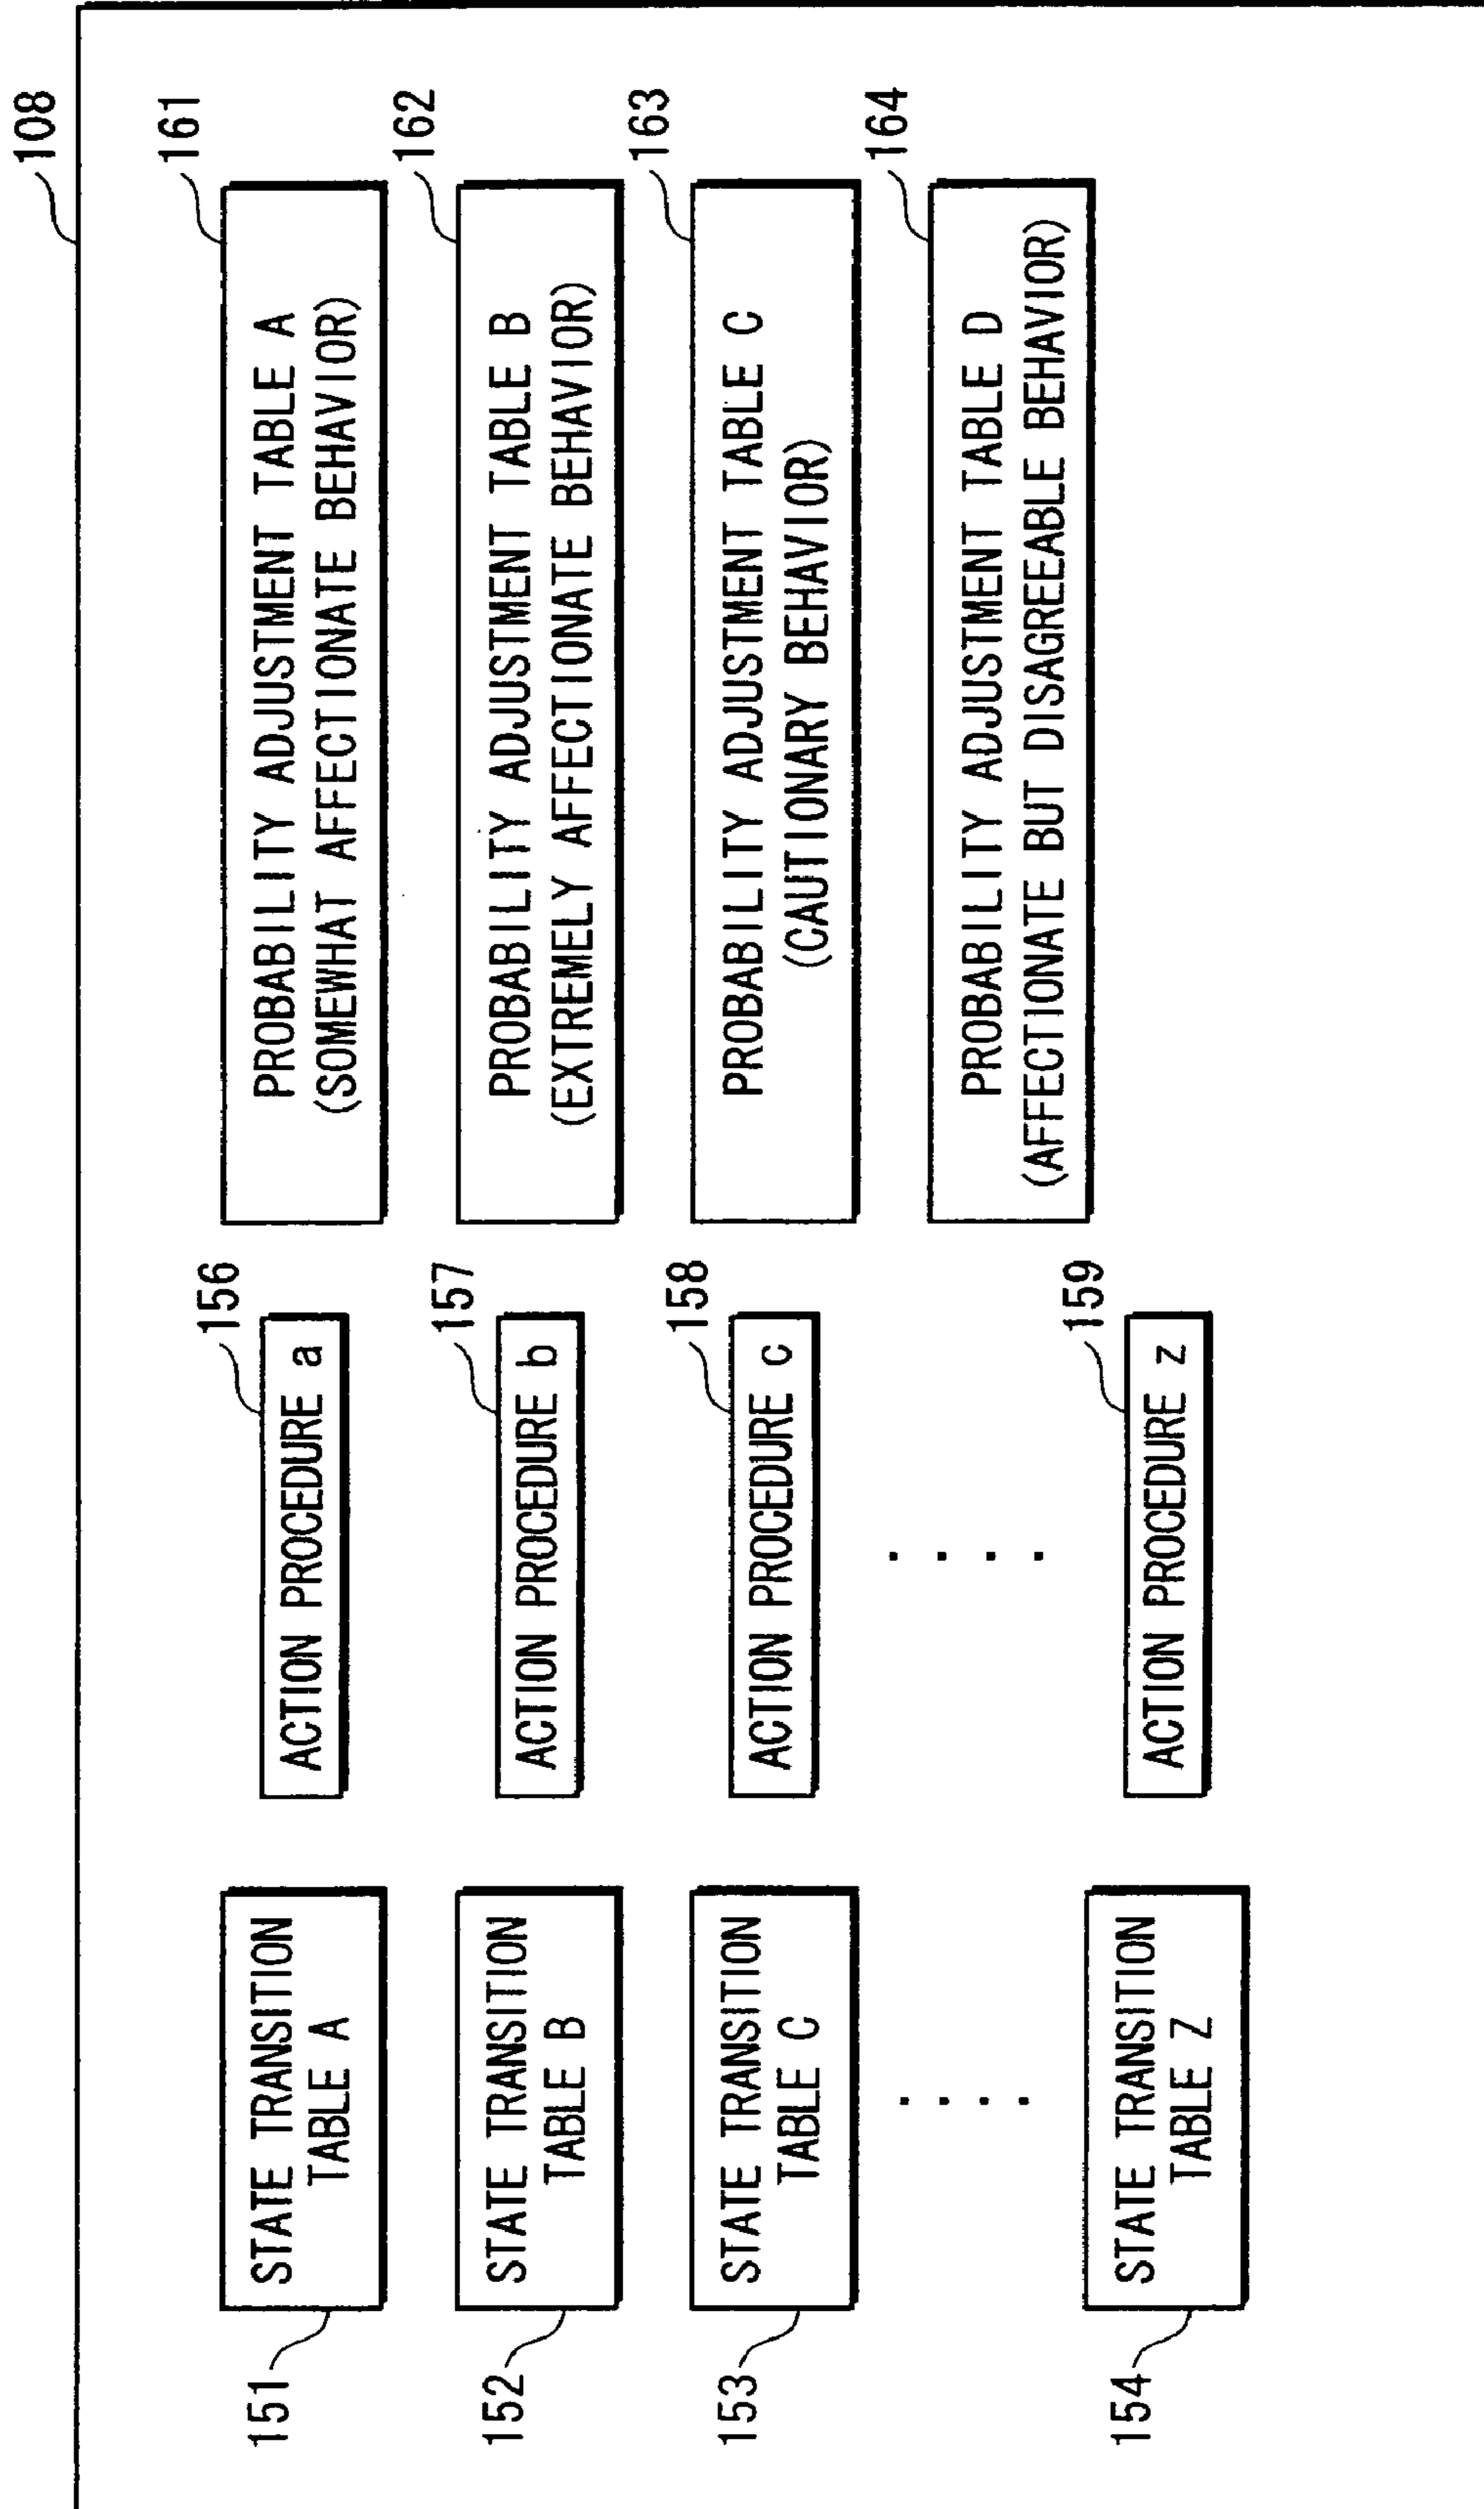 108
151
STATE TRANSITION
TABLE A
156
ACTION PROCEDURE a
161
PROBABILITY ADJUSTMENT TABLE A
(SOMEWHAT AFFECTIONATE BEHAVIOR)
152
STATE TRANSITION
TABLE B
157
ACTION PROCEDURE b
162
PROBABILITY ADJUSTMENT TABLE B
(EXTREMELY AFFECTIONATE BEHAVIOR)
153
STATE TRANSITION
TABLE C
158
ACTION PROCEDURE c
163
PROBABILITY ADJUSTMENT TABLE C
(CAUTIONARY BEHAVIOR)
164
PROBABILITY ADJUSTMENT TABLE D
(AFFECTIONATE BUT DISAGREEABLE BEHAVIOR)
. . . .
. . . .
154
STATE TRANSITION
TABLE Z
159
ACTION PROCEDURE z